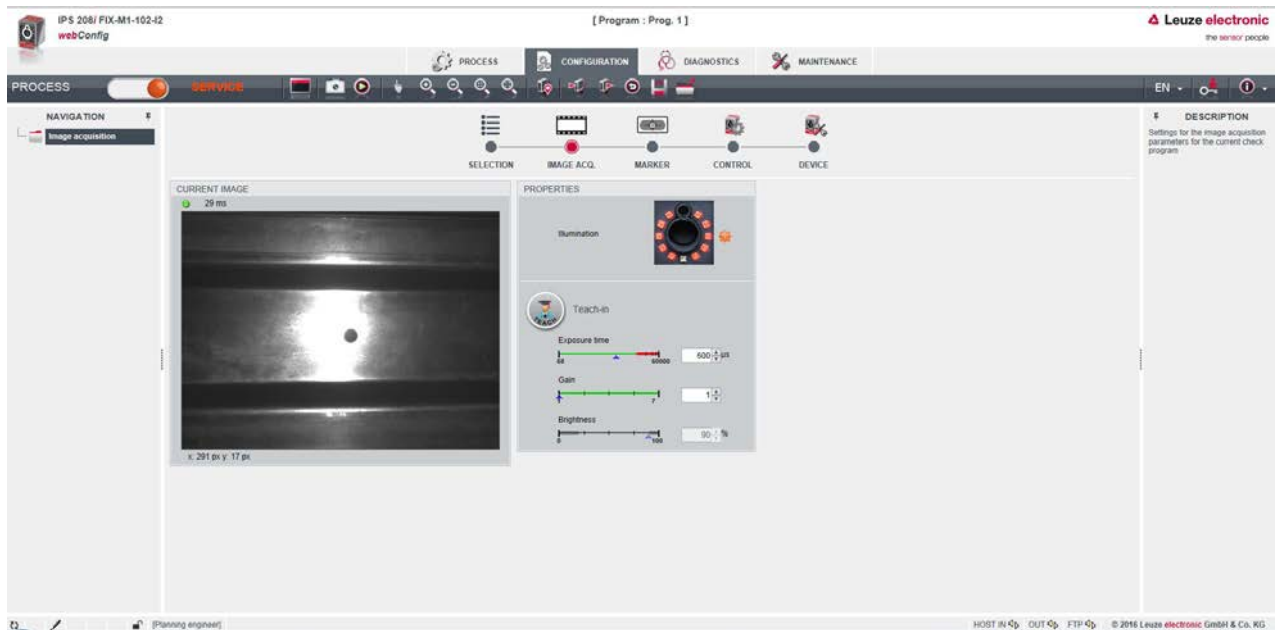 IPS 208i/ FIX-M1-102-I2
webConfig
[ Program : Prog. 1 ]
Leuze electronic
the sensor people
PROCESS
CONFIGURATION
DIAGNOSTICS
MAINTENANCE
PROCESS
SERVICE
EN
NAVIGATION
Image acquisition
SELECTION
IMAGE ACQ.
MARKER
CONTROL
DEVICE
DESCRIPTION
Settings for the image acquisition
parameters for the current check
program
CURRENT IMAGE
29 ms
x: 291 px y: 17 px
PROPERTIES
Illumination
TEACH
Teach-in
Exposure time
68 60000
600 µs
Gain
1 7
1
Brightness
0 100
90 %
[Planning engineer]
HOST IN OUT FTP © 2016 Leuze electronic GmbH & Co. KG